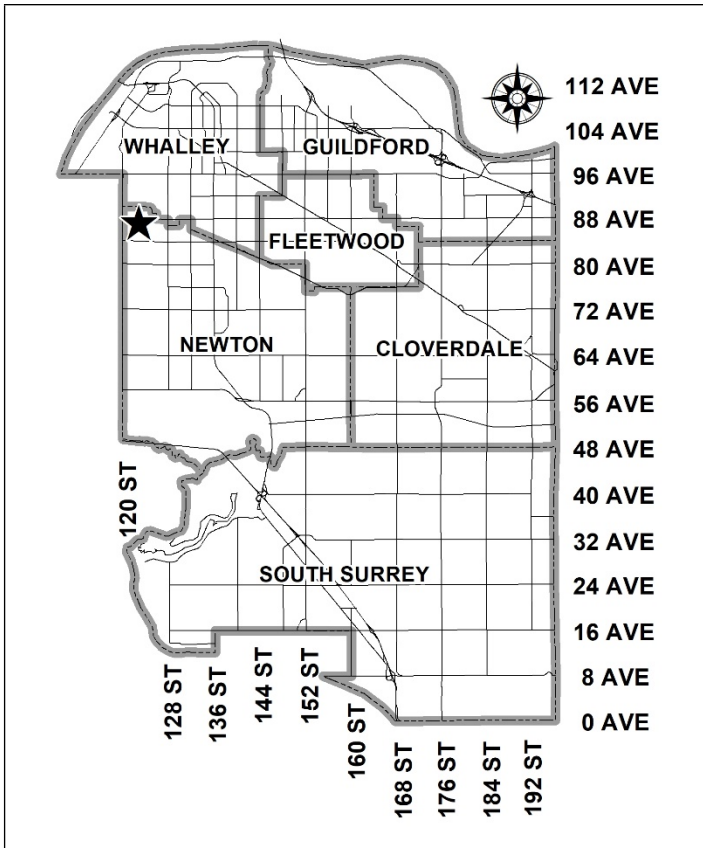 112 AVE
104 AVE
WHALLEY
GUILDFORD
96 AVE
88 AVE
FLEETWOOD
80 AVE
72 AVE
NEWTON
CLOVERDALE
64 AVE
56 AVE
48 AVE
120 ST
40 AVE
32 AVE
SOUTH SURREY
24 AVE
16 AVE
8 AVE
0 AVE
128 ST
136 ST
144 ST
152 ST
160 ST
168 ST
176 ST
184 ST
192 ST